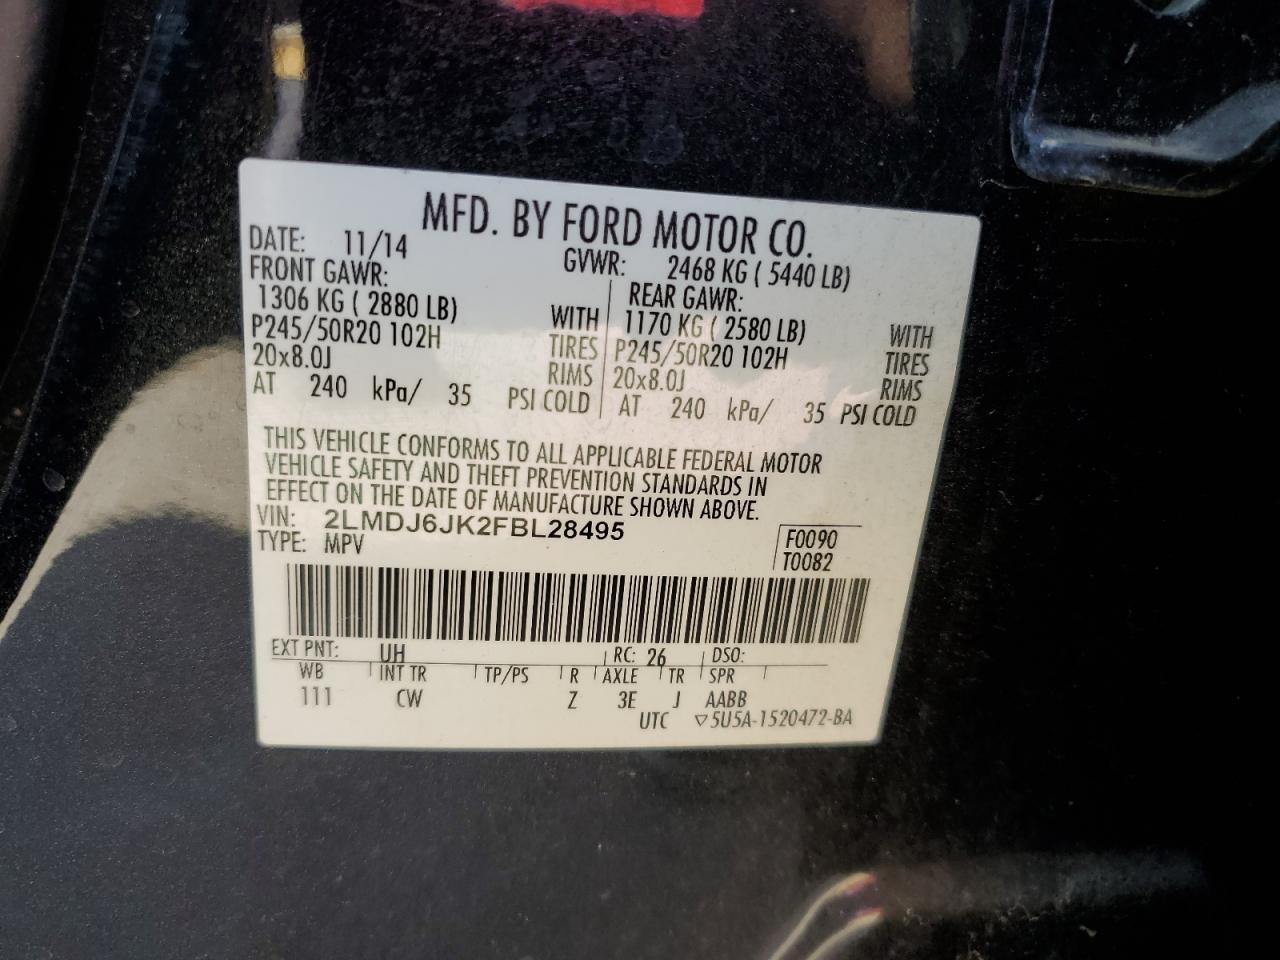 MFD. BY FORD MOTOR CO.
DATE: 11/14 GVWR: 2468 KG ( 5440 LB)
FRONT GAWR: REAR GAWR:
1306 KG ( 2880 LB) WITH 1170 KG ( 2580 LB) WITH
P245/50R20 102H TIRES P245/50R20 102H TIRES
20x8.0J RIMS 20x8.0J RIMS
AT 240 kPa/ 35 PSI COLD AT 240 kPa/ 35 PSI COLD
THIS VEHICLE CONFORMS TO ALL APPLICABLE FEDERAL MOTOR
VEHICLE SAFETY AND THEFT PREVENTION STANDARDS IN
EFFECT ON THE DATE OF MANUFACTURE SHOWN ABOVE.
VIN: 2LMDJ6JK2FBL28495 F0090
TYPE: MPV T0082
EXT PNT: UH RC: 26 DSO:
WB INT TR TP/PS R AXLE TR SPR
111 CW Z 3E J AABB
UTC ▽5U5A-1520472-BA